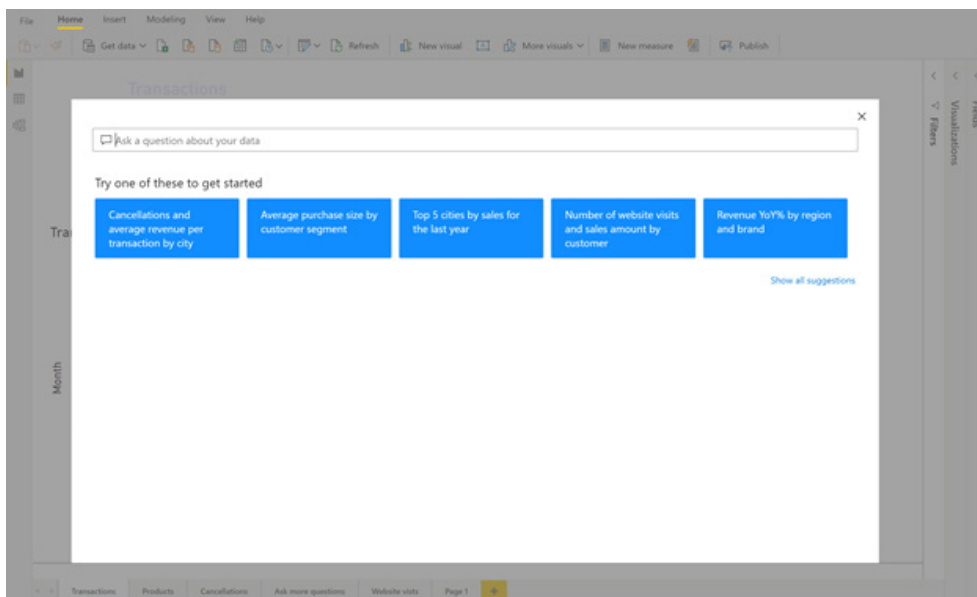 File Home Insert Modeling View Help
Get data Refresh New visual More visuals New measure Publish
Transactions
Ask a question about your data
Try one of these to get started
Cancellations and
average revenue per
transaction by city
Average purchase size by
customer segment
Top 5 cities by sales for
the last year
Number of website visits
and sales amount by
customer
Revenue YoY% by region
and brand
Show all suggestions
Tra
Month
Filters
Visualizations
Transactions Products Cancellations Ask more questions Website vists Page 1